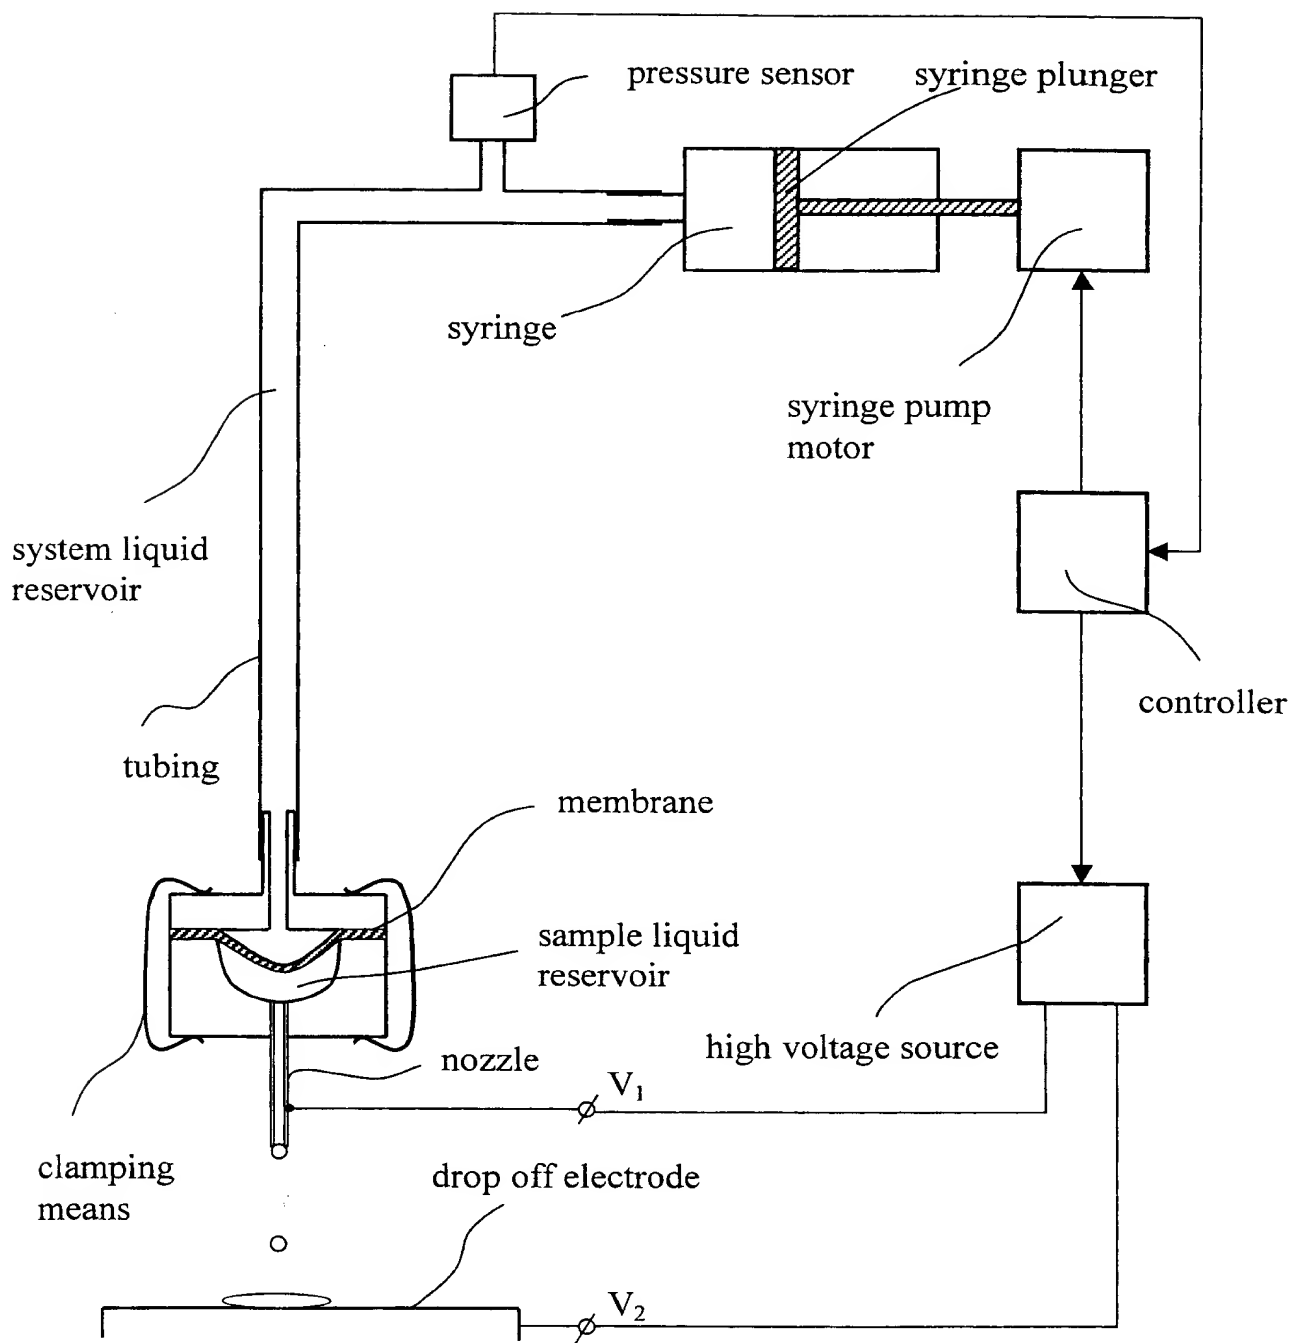 pressure sensor
syringe plunger
syringe
syringe pump
motor
system liquid
reservoir
controller
tubing
membrane
sample liquid
reservoir
high voltage source
nozzle
V1
clamping
means
drop off electrode
V2